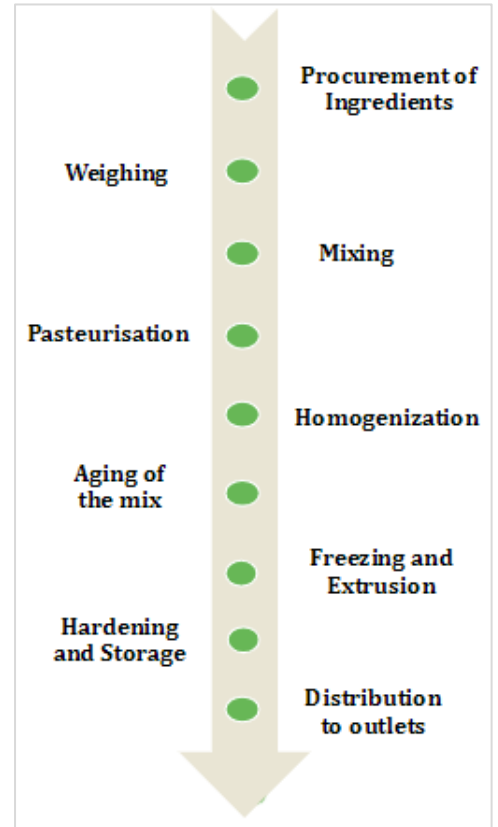 Procurement of
Ingredients
Weighing
Mixing
Pasteurisation
Homogenization
Aging of
the mix
Freezing and
Extrusion
Hardening
and Storage
Distribution
to outlets